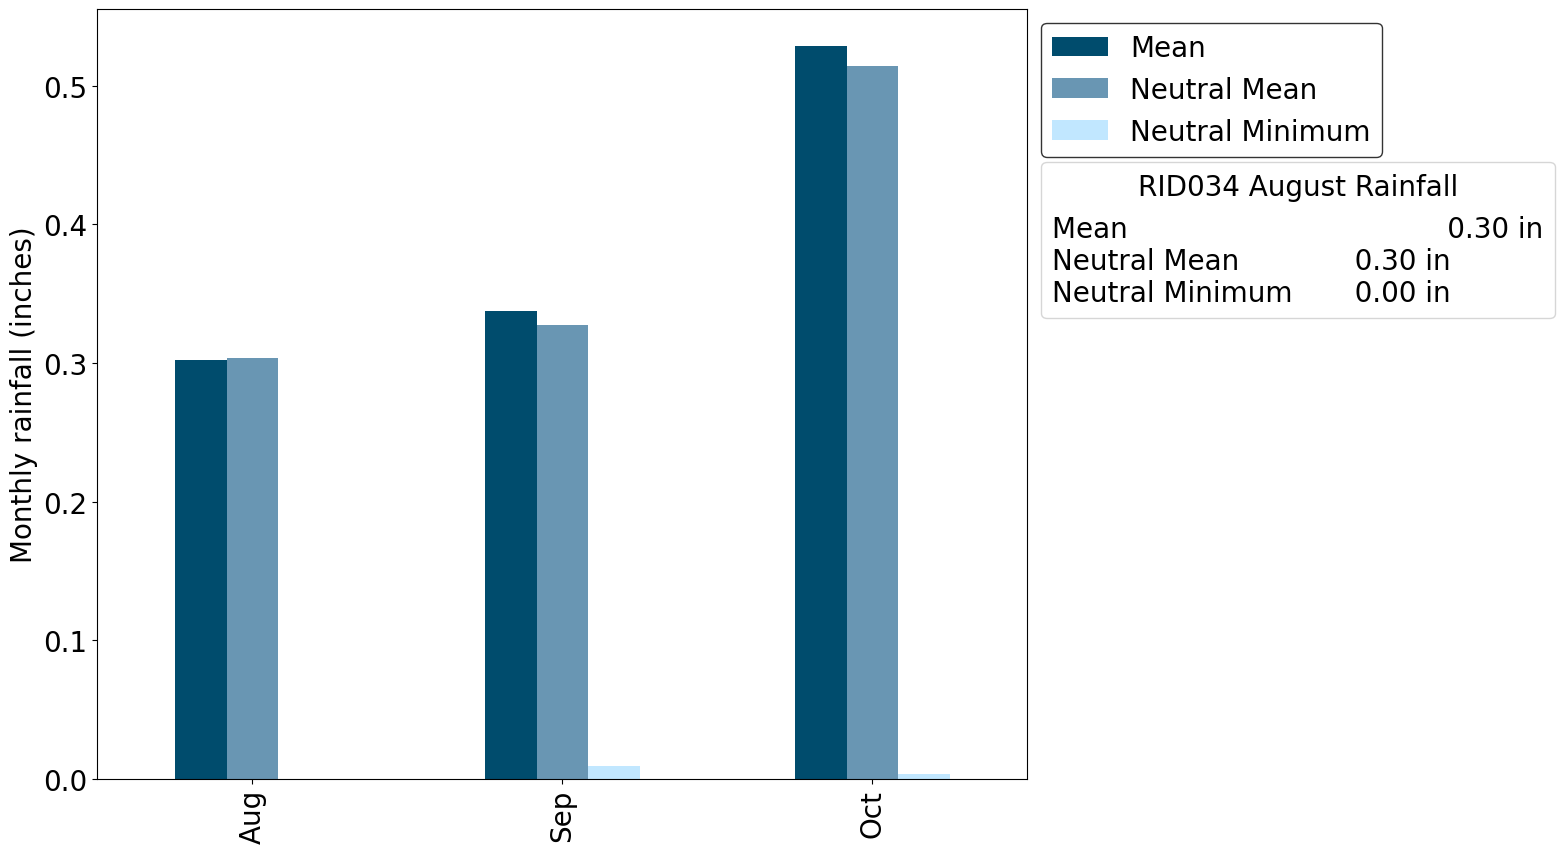 Mean
Neutral Mean
Neutral Minimum
RID034 August Rainfall
Mean 0.30 in
Neutral Mean 0.30 in
Neutral Minimum 0.00 in
Monthly rainfall (inches)
0.5
0.4
0.3
0.2
0.1
0.0
Aug
Sep
Oct